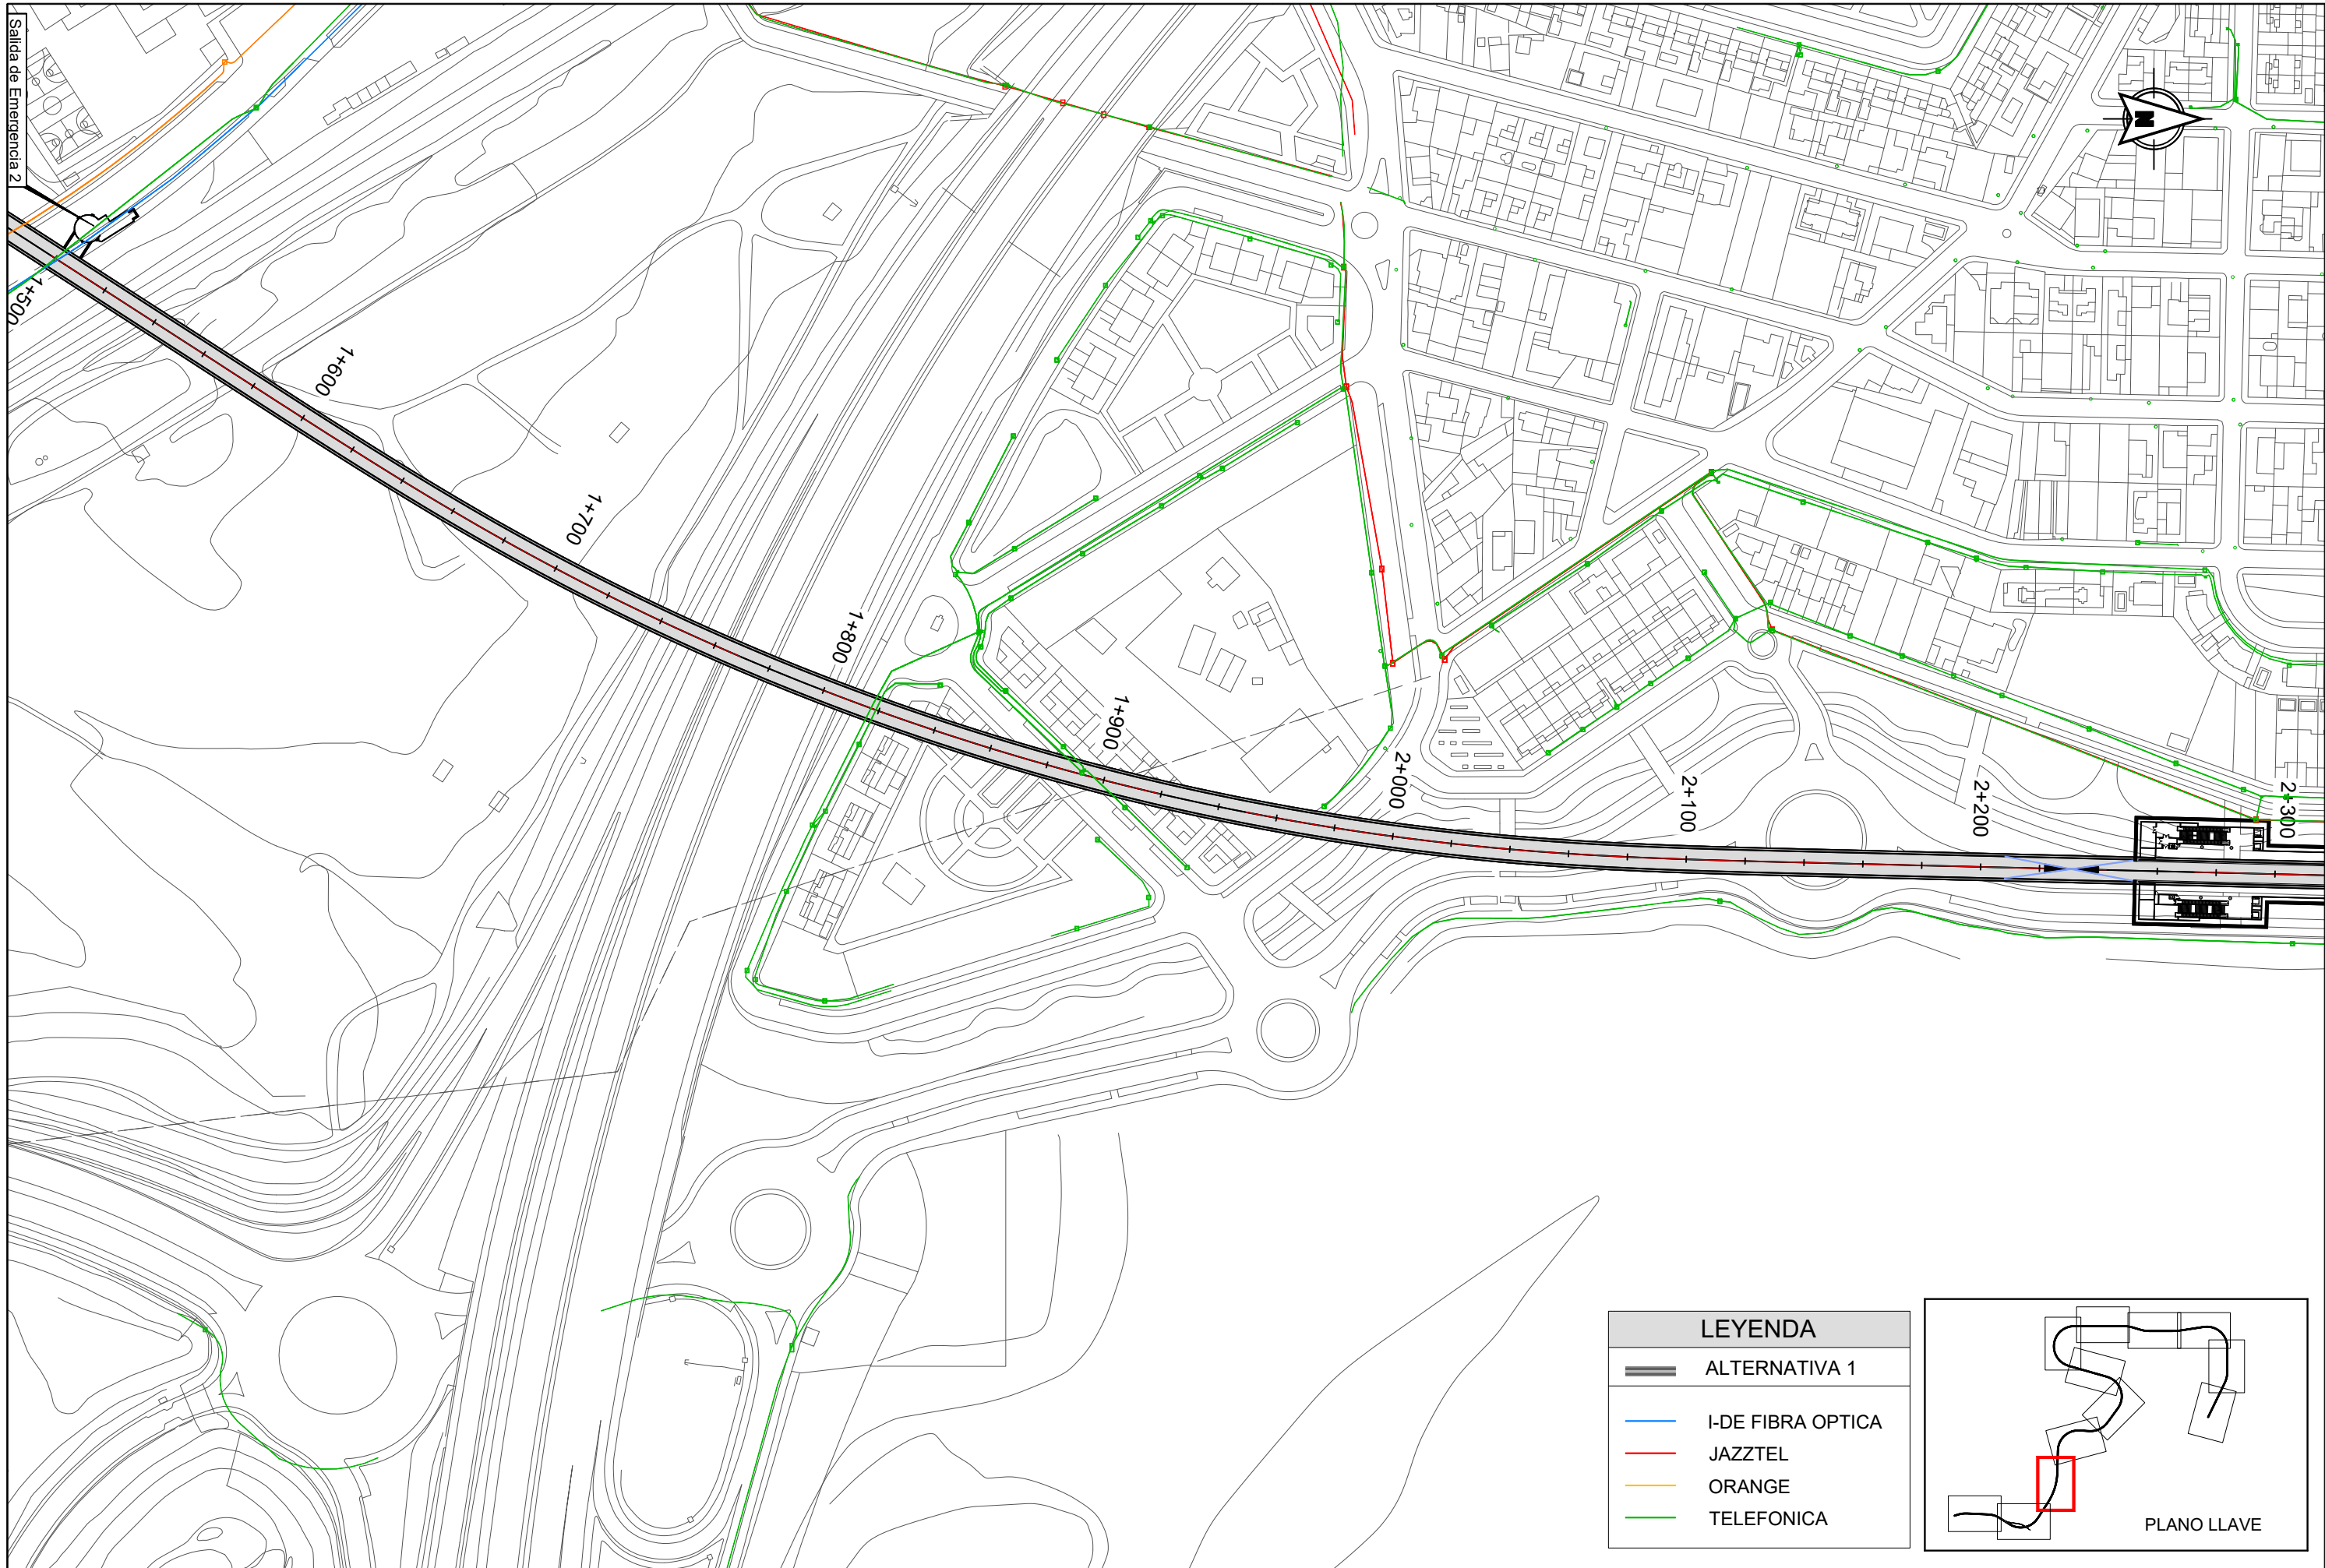 Salida de Emergencia 2
N
1+500
1+600
1+700
1+800
1+900
2+000
2+100
2+200
2+300
LEYENDA
ALTERNATIVA 1
I-DE FIBRA OPTICA
JAZZTEL
ORANGE
TELEFONICA
PLANO LLAVE